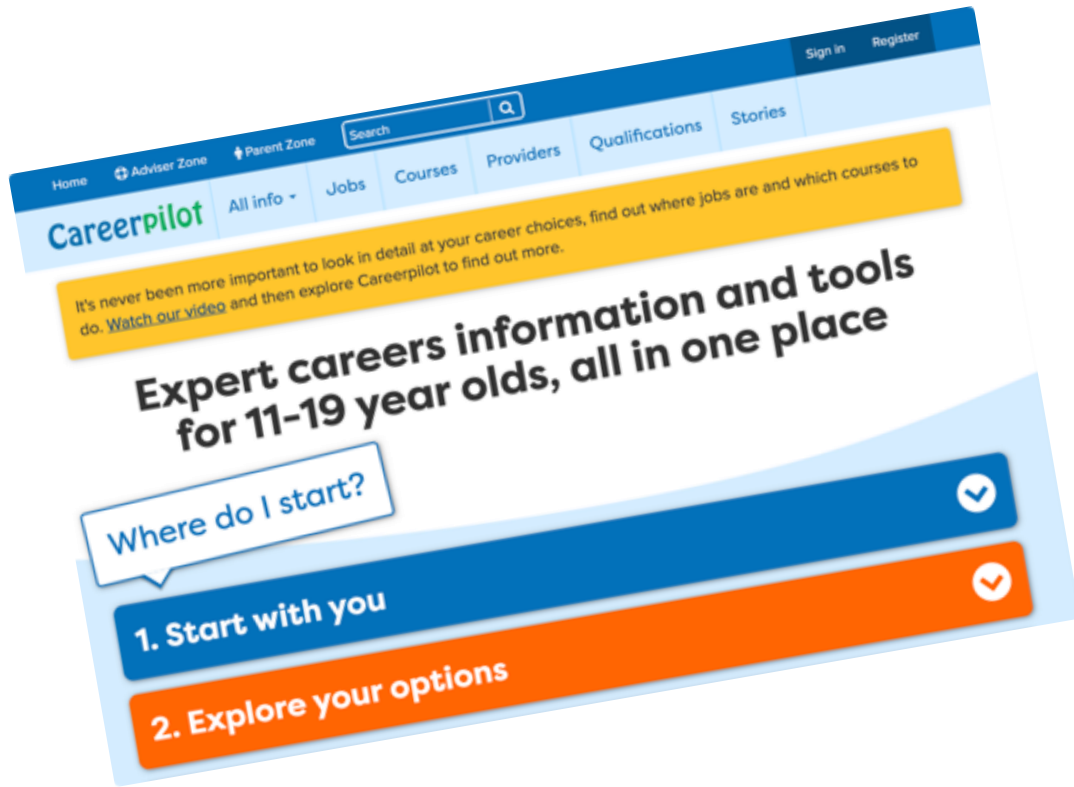 Home Adviser Zone Parent Zone Search Sign in Register
Careerpilot All info Jobs Courses Providers Qualifications Stories
It's never been more important to look in detail at your career choices, find out where jobs are and which courses to
do. Watch our video and then explore Careerpilot to find out more.
Expert careers information and tools
for 11-19 year olds, all in one place
Where do I start?
1. Start with you
2. Explore your options